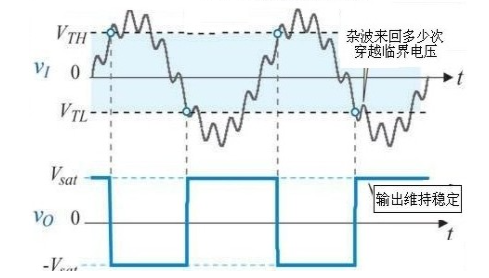 V_TH
杂波来回多少次
穿越临界电压
v_I
0
t
V_TL
V_sat
输出维持稳定
v_O
0
t
-V_sat